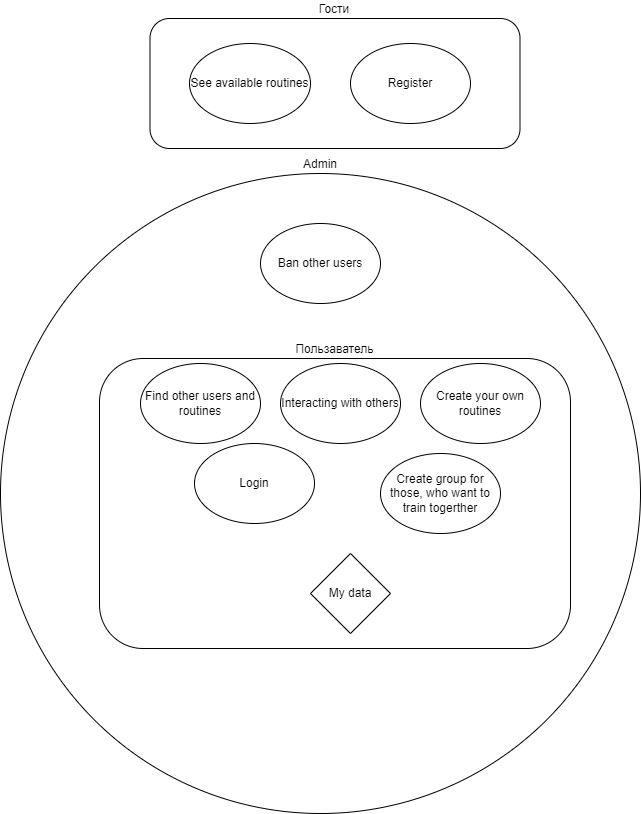 Гости
See available routines
Register
Admin
Ban other users
Пользаватель
Find other users and
routines
Interacting with others
Create your own
routines
Login
Create group for
those, who want to
train togerther
My data